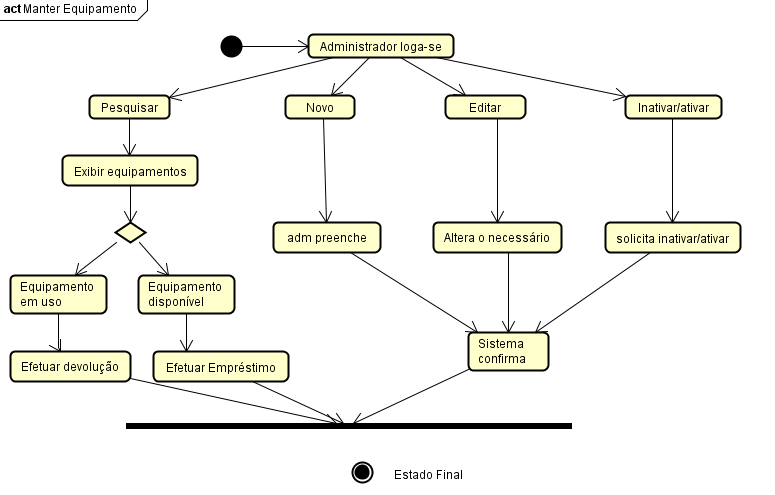 act Manter Equipamento
Administrador loga-se
Pesquisar
Novo
Editar
Inativar/ativar
Exibir equipamentos
adm preenche
Altera o necessário
solicita inativar/ativar
Equipamento
em uso
Equipamento
disponível
Sistema
confirma
Efetuar devolução
Efetuar Empréstimo
Estado Final